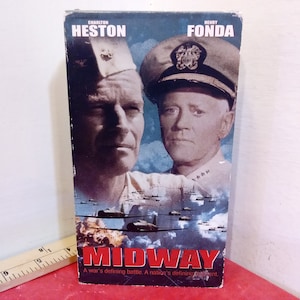 CHARLTON HENRY
HESTON FONDA
MIDWAY
A war's defining battle. A nation's defining moment.